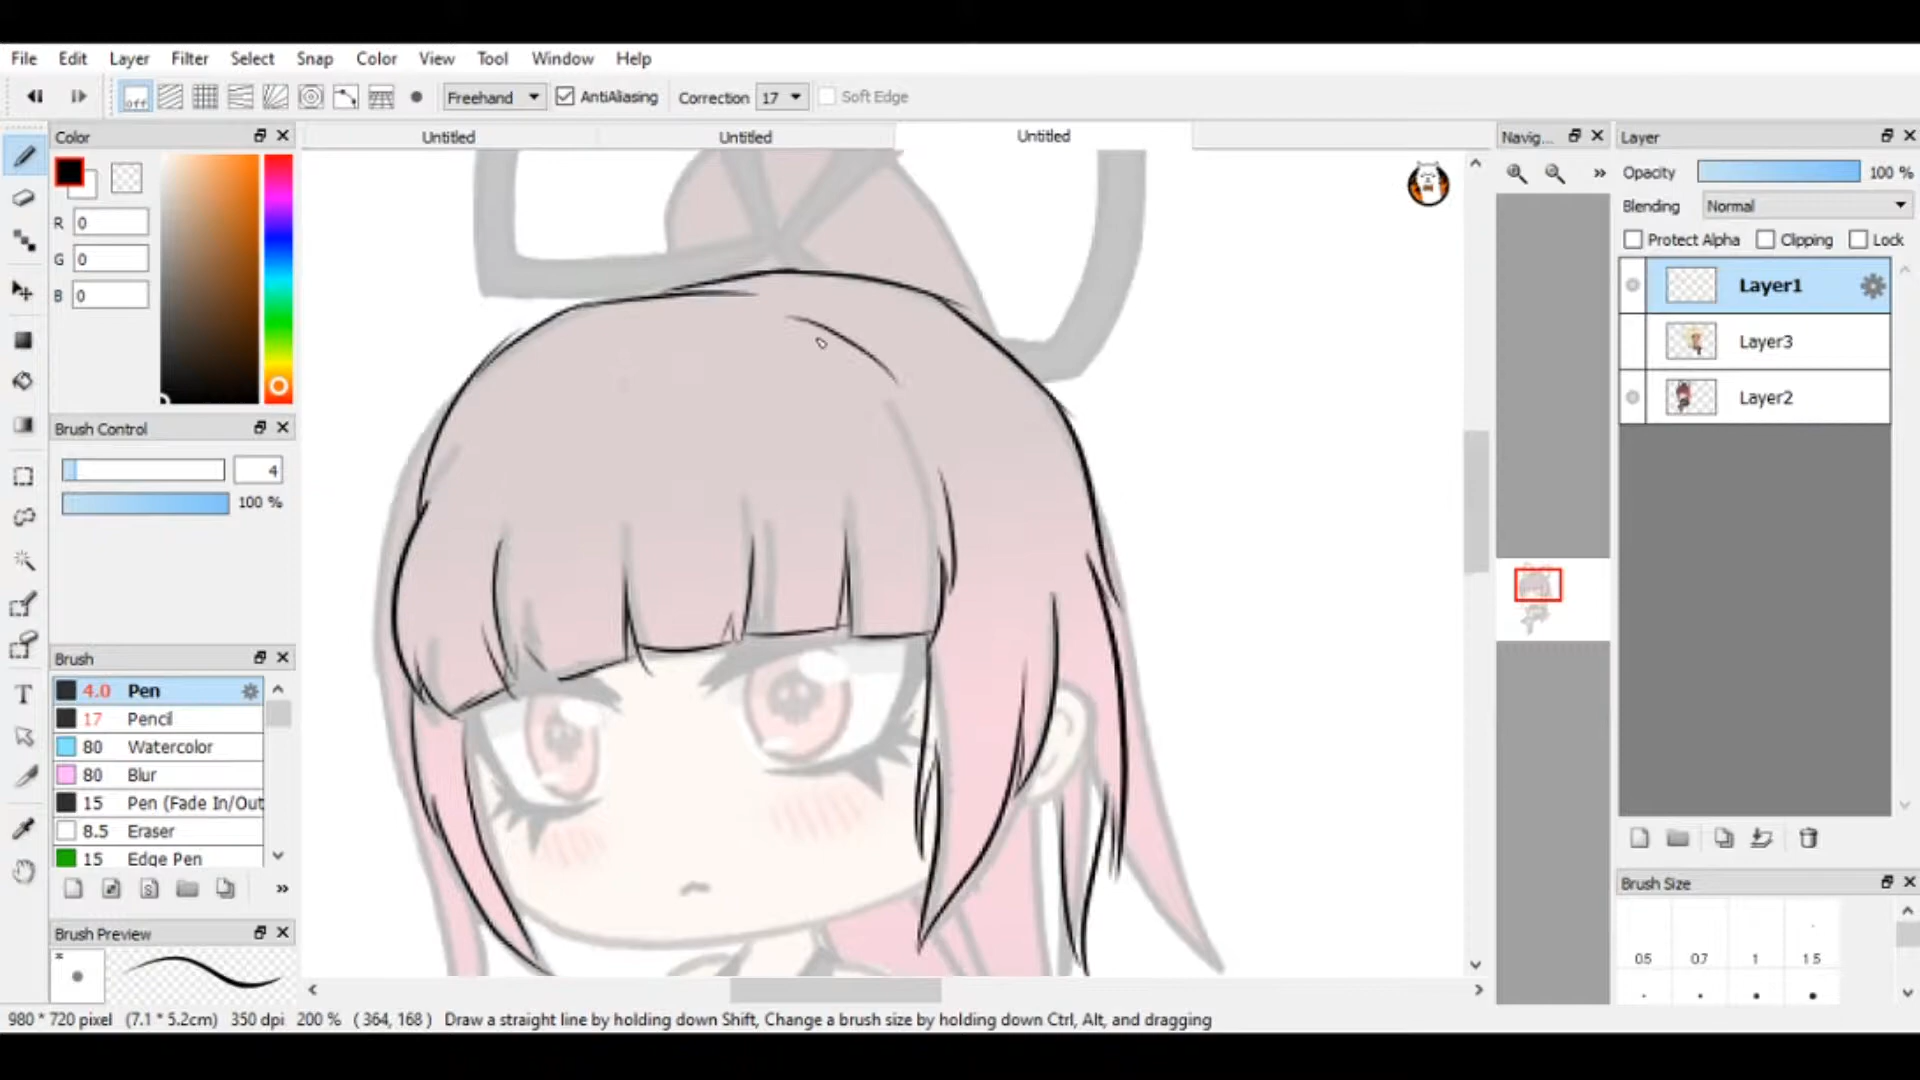 File Edit Layer Filter Select Snap Color View Tool Window Help
off Freehand AntiAliasing Correction 17 Soft Edge
Color
Untitled Untitled Untitled
Navig... Layer
R 0
G 0
B 0
Opacity 100 %
Blending Normal
Protect Alpha Clipping Lock
Layer1
Layer3
Layer2
Brush Control
4
100 %
Brush
4.0 Pen
17 Pencil
80 Watercolor
80 Blur
15 Pen (Fade In/Out
8.5 Eraser
15 Edge Pen
Brush Preview
Brush Size
05 07 1 15
980 * 720 pixel (7.1 * 5.2cm) 350 dpi 200 % ( 364, 168 ) Draw a straight line by holding down Shift, Change a brush size by holding down Ctrl, Alt, and dragging